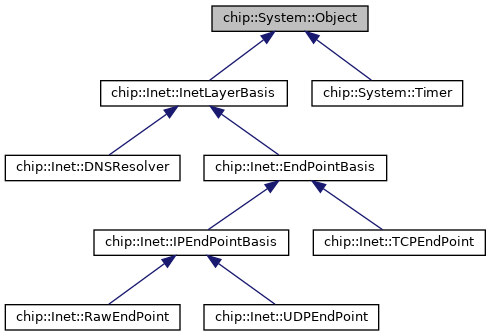 chip::System::Object
chip::Inet::InetLayerBasis
chip::System::Timer
chip::Inet::DNSResolver
chip::Inet::EndPointBasis
chip::Inet::IPEndPointBasis
chip::Inet::TCPEndPoint
chip::Inet::RawEndPoint
chip::Inet::UDPEndPoint